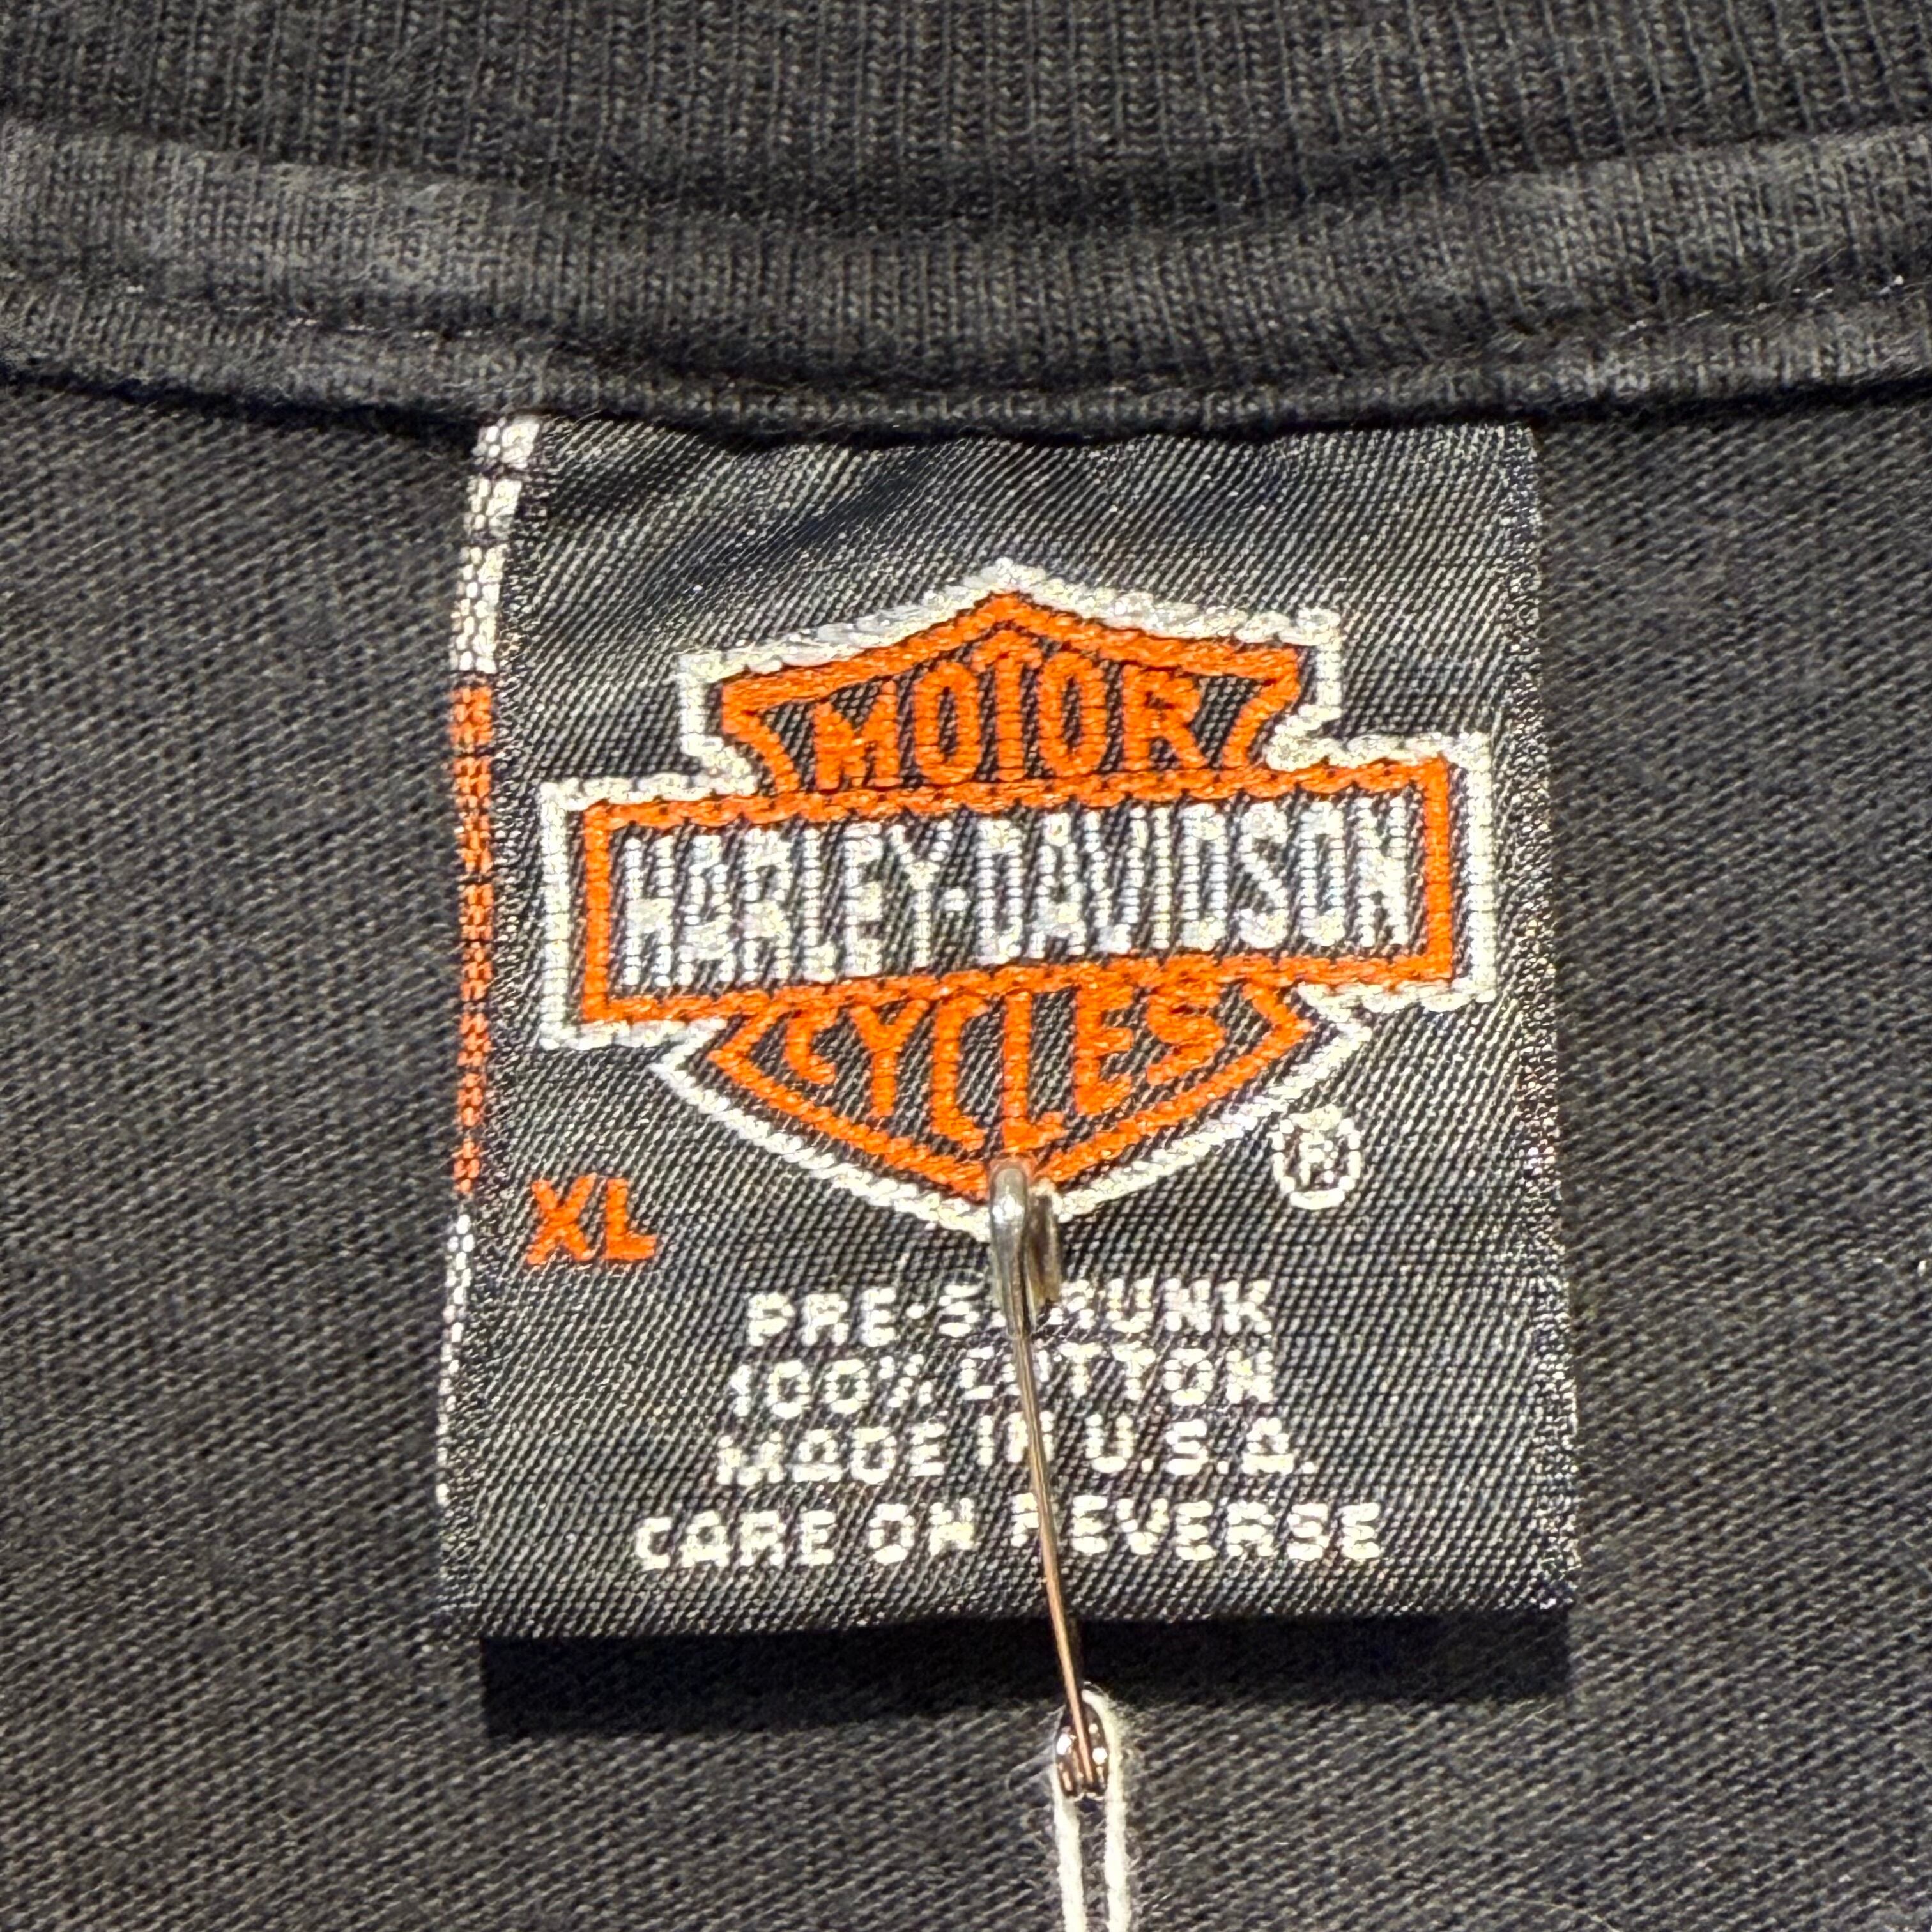 MOTOR
HARLEY-DAVIDSON
CYCLES
®
XL
PRE-SHRUNK
100% COTTON
MADE IN U.S.A.
CARE ON REVERSE